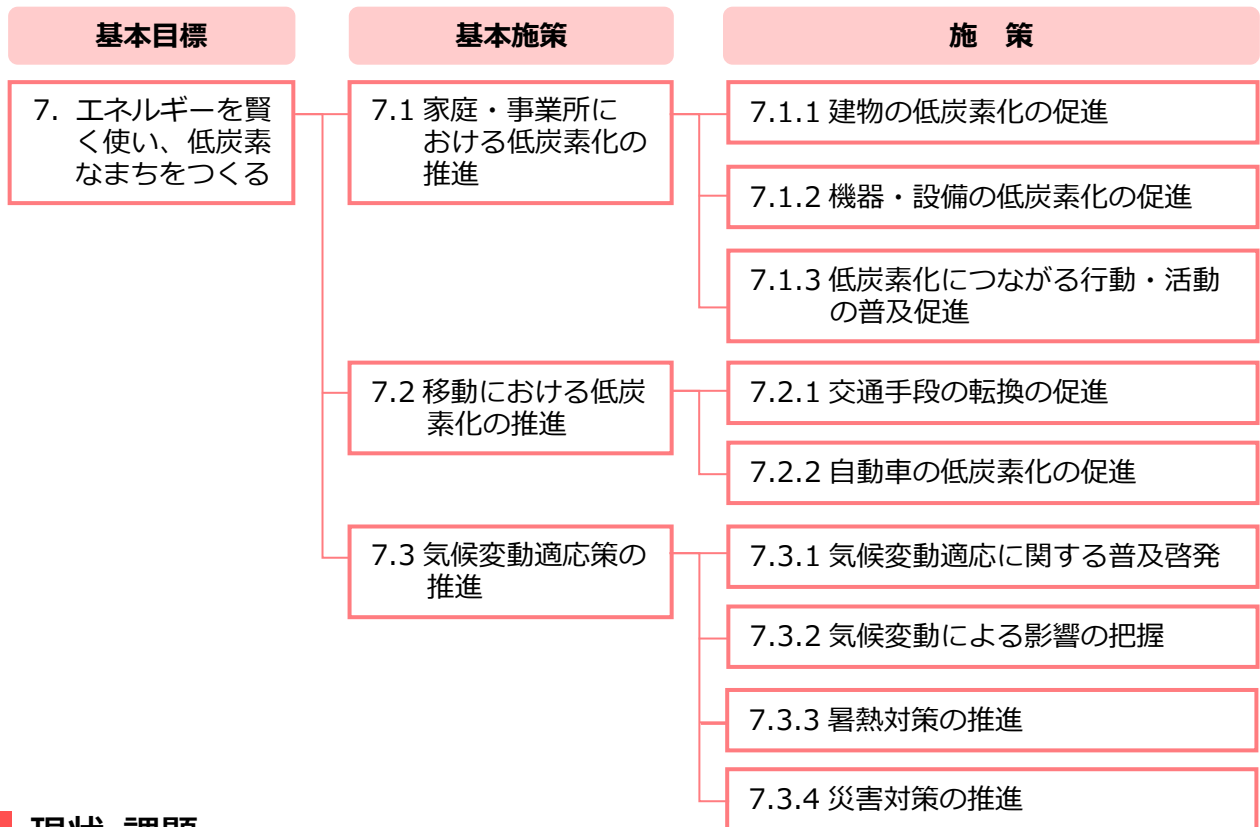 基本目標
基本施策
施　策
7. エネルギーを賢
く使い、低炭素
なまちをつくる
7.1 家庭・事業所に
おける低炭素化の
推進
7.1.1 建物の低炭素化の促進
7.1.2 機器・設備の低炭素化の促進
7.1.3 低炭素化につながる行動・活動
の普及促進
7.2 移動における低炭
素化の推進
7.2.1 交通手段の転換の促進
7.2.2 自動車の低炭素化の促進
7.3 気候変動適応策の
推進
7.3.1 気候変動適応に関する普及啓発
7.3.2 気候変動による影響の把握
7.3.3 暑熱対策の推進
7.3.4 災害対策の推進